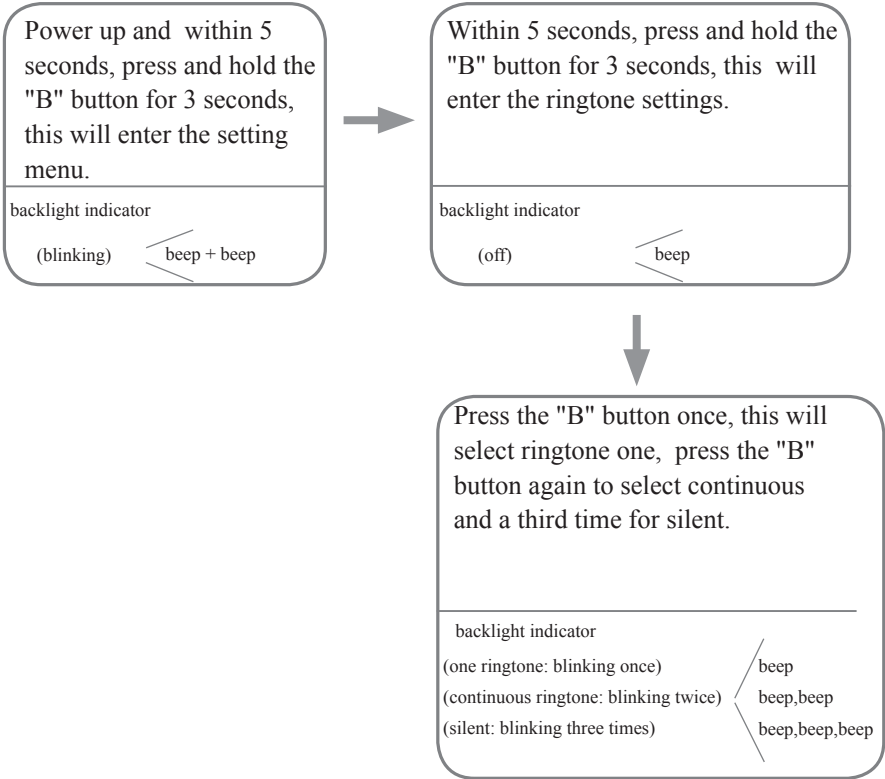 Power up and  within 5
seconds, press and hold the
"B" button for 3 seconds,
this will enter the setting
menu.
backlight indicator
(blinking)
beep + beep
Within 5 seconds, press and hold the
"B" button for 3 seconds, this  will
enter the ringtone settings.
backlight indicator
(off)
beep
Press the "B" button once, this will
select ringtone one,  press the "B"
button again to select continuous
and a third time for silent.
backlight indicator
(one ringtone: blinking once)
beep
(continuous ringtone: blinking twice)
beep,beep
(silent: blinking three times)
beep,beep,beep